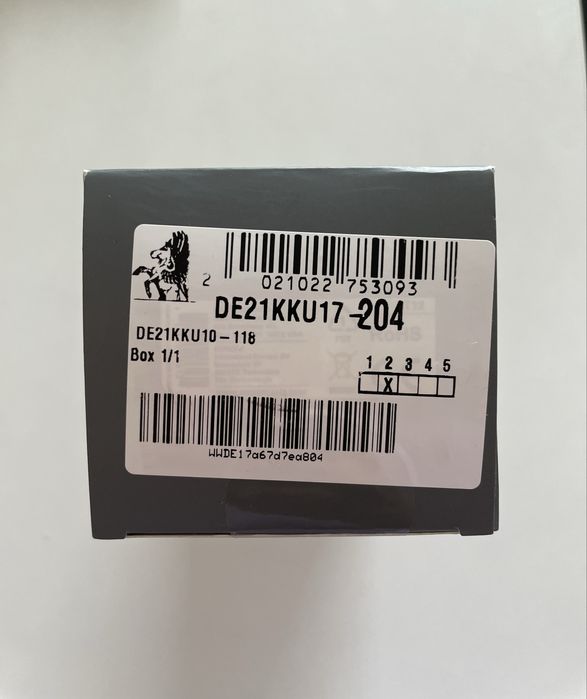 2
021022 753093
DE21KKU17-204
DE21KKU10-118
Box 1/1
1 2 3 4 5
X
WWDE17a67d7ea804